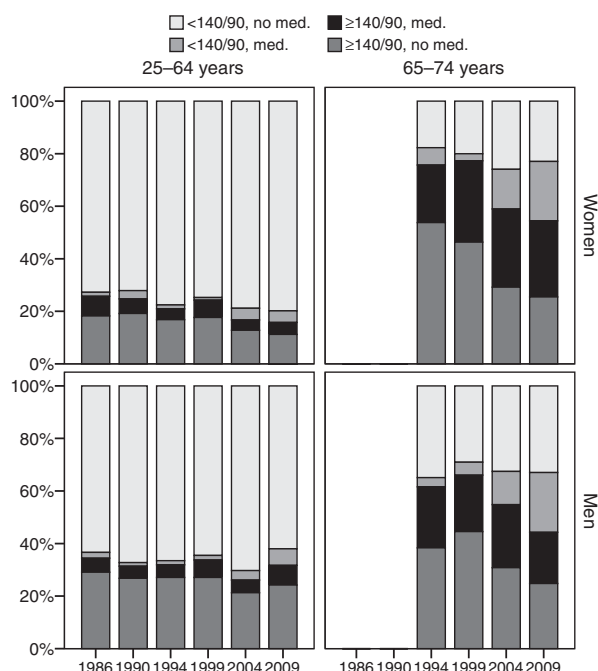 <140/90, no med. ≥140/90, med.
<140/90, med. ≥140/90, no med.
25–64 years 65–74 years
100%
80%
60%
40%
20%
0%
Women
100%
80%
60%
40%
20%
0%
Men
1986 1990 1994 1999 2004 2009 1986 1990 1994 1999 2004 2009